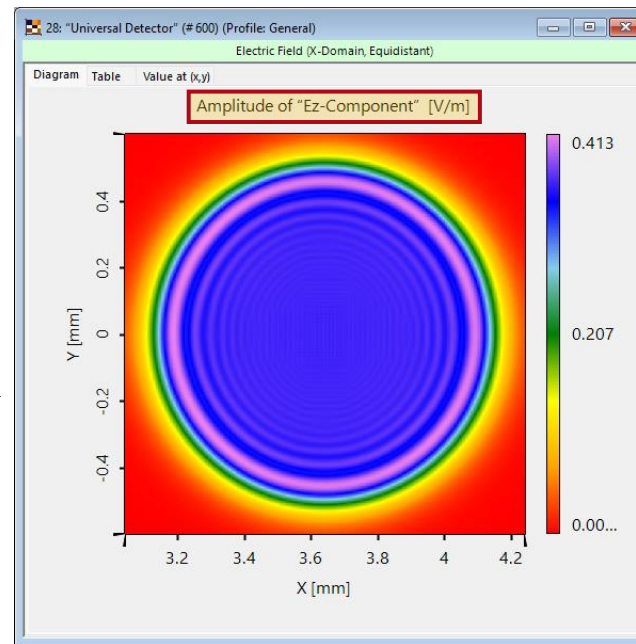 28: "Universal Detector" (# 600) (Profile: General)
Electric Field (X-Domain, Equidistant)
Diagram Table Value at (x,y)
Amplitude of "Ez-Component" [V/m]
0.413
0.4
0.2
0.207
0
Y [mm]
-0.2
-0.4
0.00...
3.2 3.4 3.6 3.8 4 4.2
X [mm]